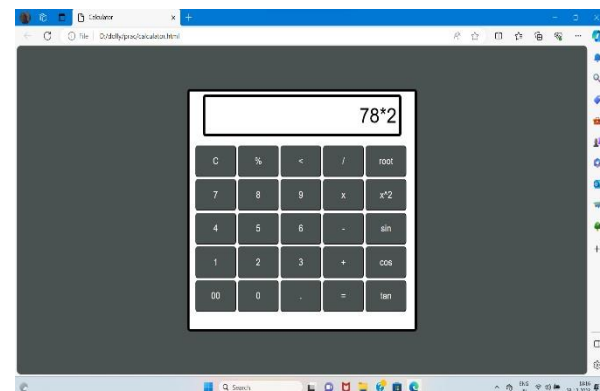 Calculator
File
D:/dolly/prac/calculator.html
78*2
C % < / root
7 8 9 x x^2
4 5 6 - sin
1 2 3 + cos
00 0 . = tan
Search
ENG